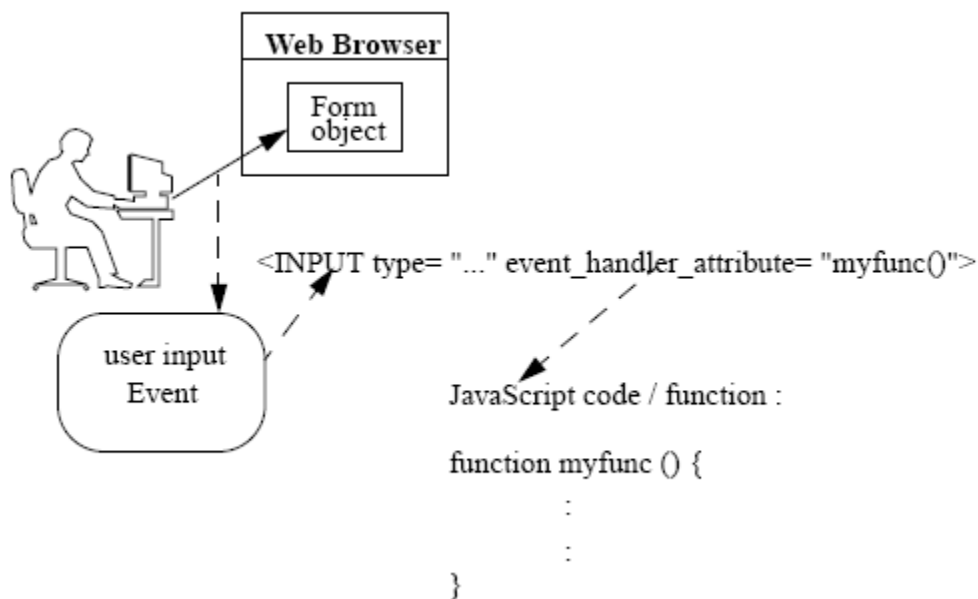 Web Browser
Form
object
<INPUT type= "..." event_handler_attribute= "myfunc()">
user input
Event
JavaScript code / function :
function myfunc () {
:
:
}